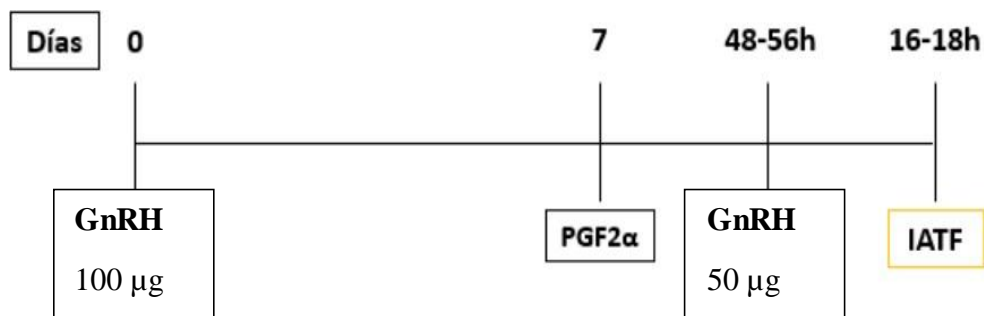 Días 0 7 48-56h 16-18h
GnRH
100 µg
PGF2α
GnRH
50 µg
IATF